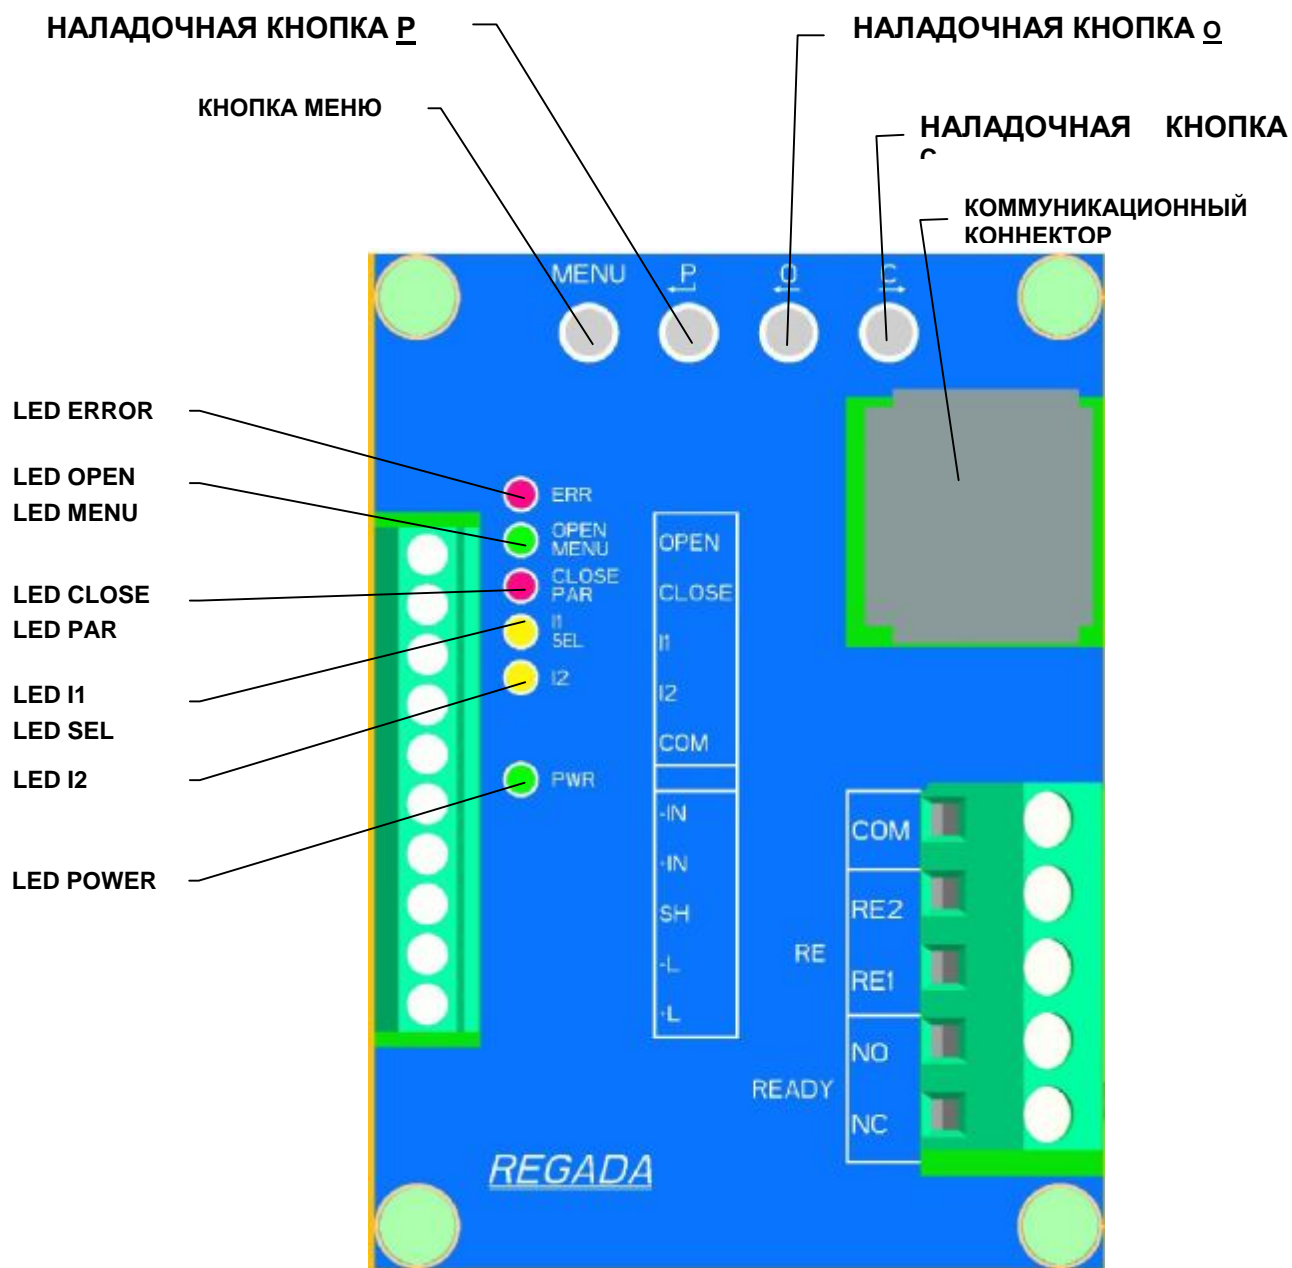 НАЛАДОЧНАЯ КНОПКА P
НАЛАДОЧНАЯ КНОПКА O
КНОПКА МЕНЮ
НАЛАДОЧНАЯ КНОПКА
C
КОММУНИКАЦИОННЫЙ
КОННЕКТОР
MENU P O C
LED ERROR
LED OPEN
LED MENU
LED CLOSE
LED PAR
LED I1
LED SEL
LED I2
LED POWER
ERR
OPEN
MENU
CLOSE
PAR
I1
SEL
I2
PWR
OPEN
CLOSE
I1
I2
COM
-IN
+IN
SH
-L
+L
COM
RE2
RE
RE1
NO
READY
NC
REGADA